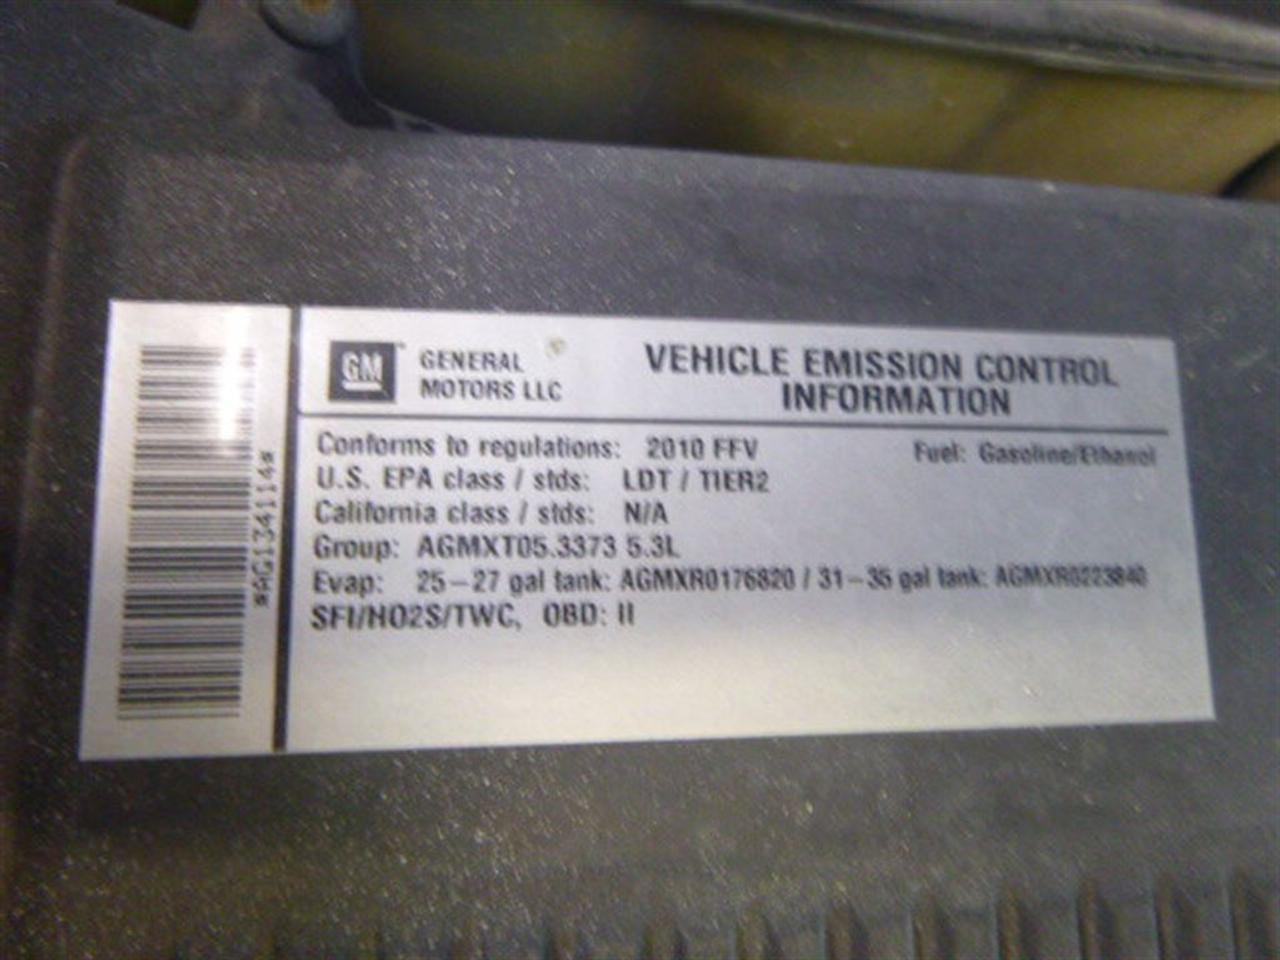 GM
GENERAL
MOTORS LLC
VEHICLE EMISSION CONTROL
INFORMATION
Conforms to regulations: 2010 FFV Fuel: Gasoline/Ethanol
U.S. EPA class / stds: LDT / TIER2
California class / stds: N/A
Group: AGMXT05.3373 5.3L
Evap: 25-27 gal tank: AGMXR0176820 / 31-35 gal tank: AGMXR0223840
SFI/HO2S/TWC, OBD: II
*AG134114*